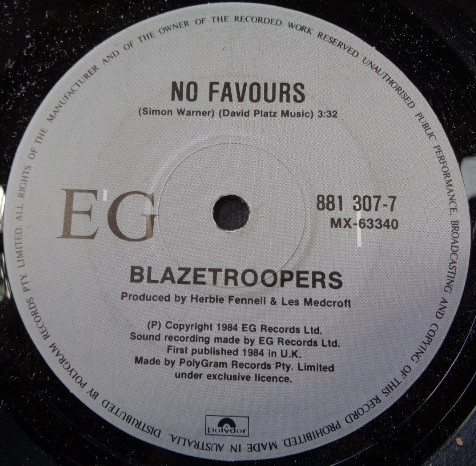 ALL RIGHTS OF THE MANUFACTURER AND OF THE OWNER OF THE RECORDED WORK RESERVED UNAUTHORISED PUBLIC PERFORMANCE, BROADCASTING AND COPYING OF THIS RECORD PROHIBITED MADE IN AUSTRALIA. DISTRIBUTED BY POLYGRAM RECORDS PTY. LIMITED
NO FAVOURS
(Simon Warner) (David Platz Music) 3:32
EG
881 307-7
MX-63340
BLAZETROOPERS
Produced by Herbie Fennell & Les Medcroft
(P) Copyright 1984 EG Records Ltd.
Sound recording made by EG Records Ltd.
First published 1984 in U.K.
Made by PolyGram Records Pty. Limited
under exclusive licence.
Polydor